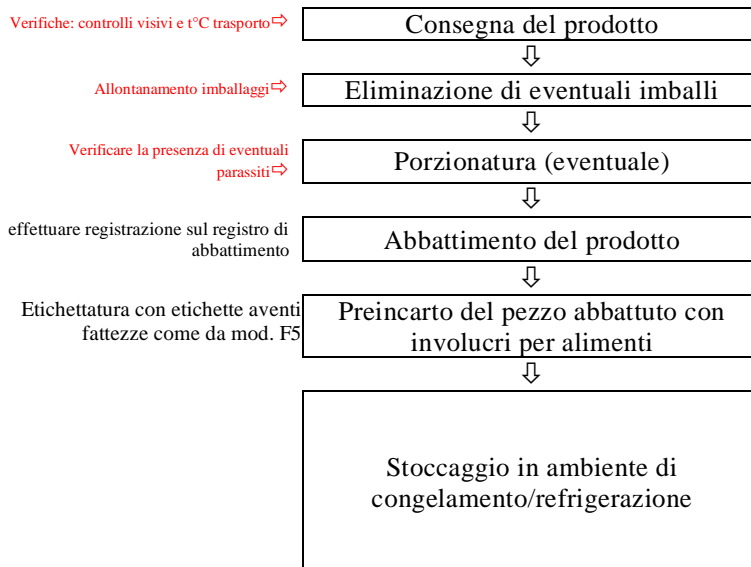 Verifiche: controlli visivi e t°C trasporto⇨
Consegna del prodotto
⇩
Allontanamento imballaggi⇨
Eliminazione di eventuali imballi
⇩
Verificare la presenza di eventuali
parassiti⇨
Porzionatura (eventuale)
⇩
effettuare registrazione sul registro di
abbattimento
Abbattimento del prodotto
⇩
Etichettatura con etichette aventi
fattezze come da mod. F5
Preincarto del pezzo abbattuto con
involucri per alimenti
⇩
Stoccaggio in ambiente di
congelamento/refrigerazione